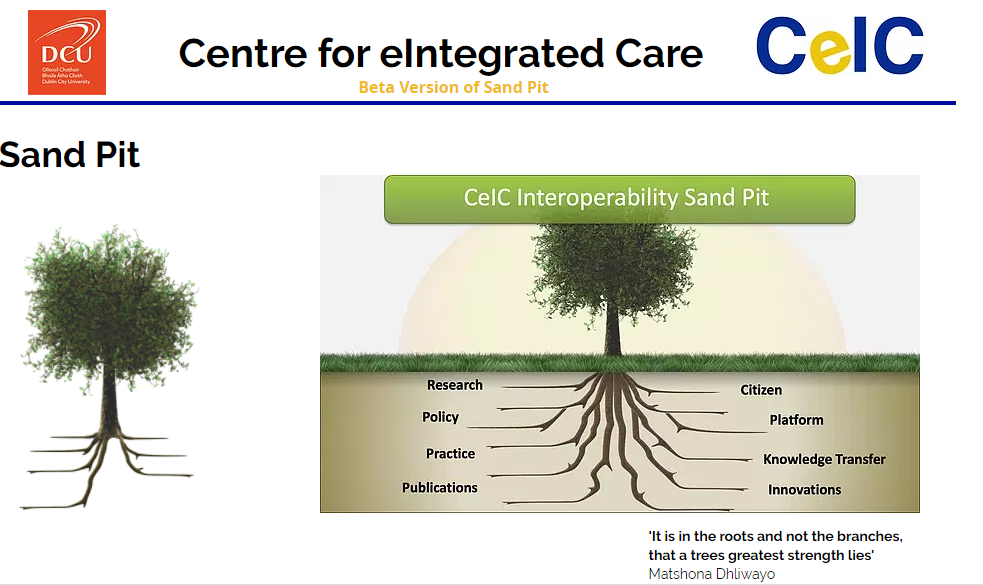 DCU
Ollscoil Chathair
Bhaile Átha Cliath
Dublin City University
Centre for eIntegrated Care
Beta Version of Sand Pit
CeIC
Sand Pit
CeIC Interoperability Sand Pit
Research
Citizen
Policy
Platform
Practice
Knowledge Transfer
Publications
Innovations
'It is in the roots and not the branches,
that a trees greatest strength lies'
Matshona Dhliwayo